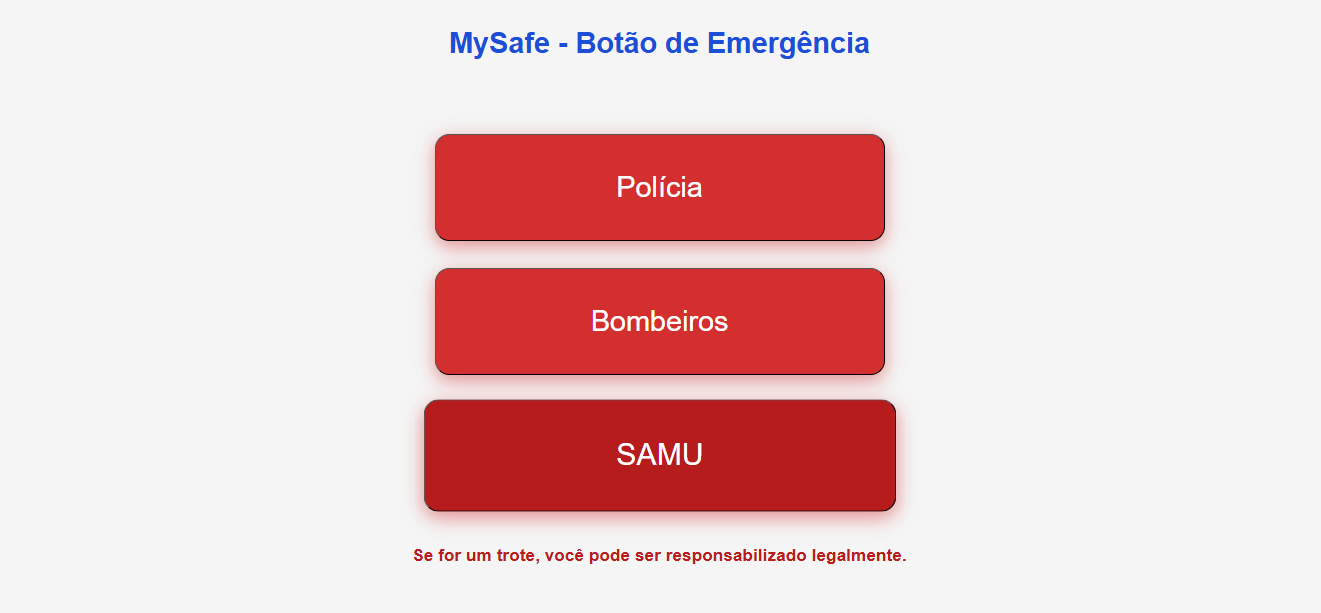 MySafe - Botão de Emergência
Polícia
Bombeiros
SAMU
Se for um trote, você pode ser responsabilizado legalmente.